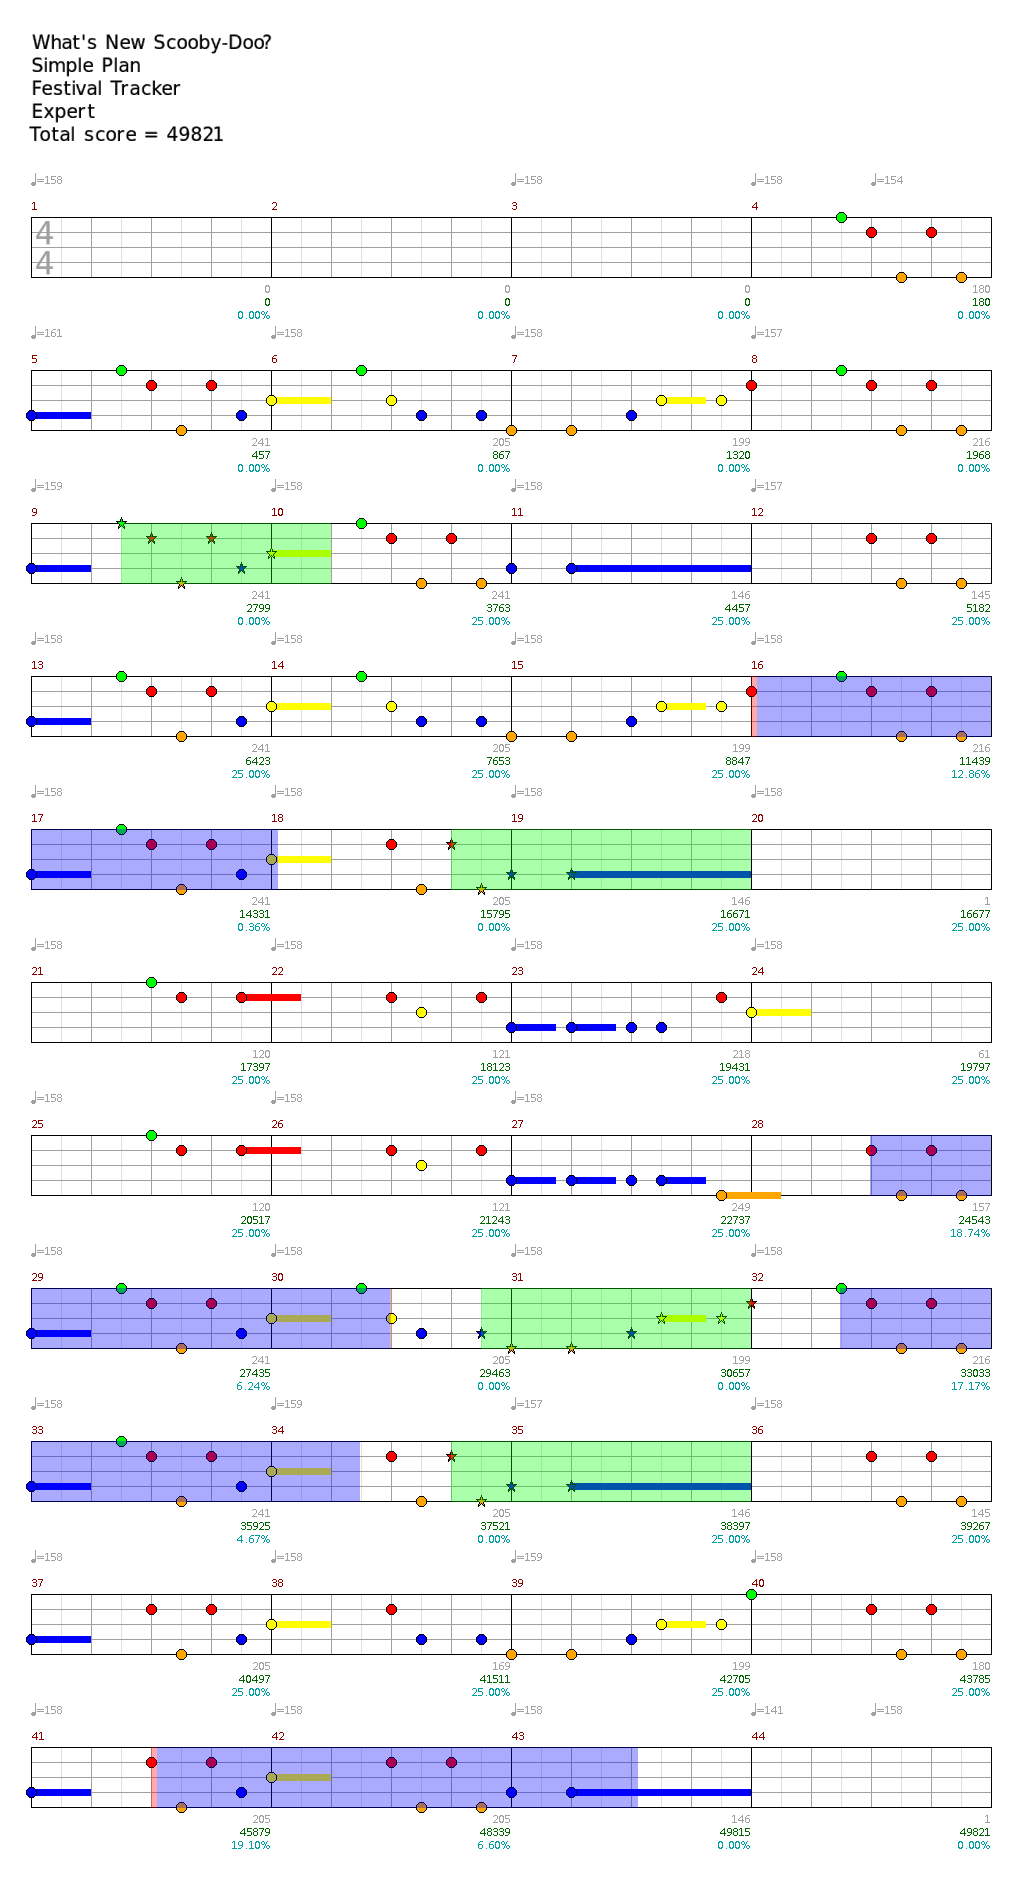 What's New Scooby-Doo?
Simple Plan
Festival Tracker
Expert
Total score = 49821
♩=158 ♩=158 ♩=158 ♩=154
1 2 3 4
4
4
0 0 0 180
0 0 0 180
0.00% 0.00% 0.00% 0.00%
♩=161 ♩=158 ♩=158 ♩=157
5 6 7 8
241 205 199 216
457 867 1320 1968
0.00% 0.00% 0.00% 0.00%
♩=159 ♩=158 ♩=157
9 10 11 12
241 241 146 145
2799 3763 4457 5182
0.00% 25.00% 25.00% 25.00%
♩=158 ♩=158 ♩=158 ♩=158
13 14 15 16
241 205 199 216
6423 7653 8847 11439
25.00% 25.00% 25.00% 12.86%
♩=158 ♩=158 ♩=158 ♩=158
17 18 19 20
241 205 146 1
14331 15795 16671 16677
0.36% 0.00% 25.00% 25.00%
♩=158 ♩=158 ♩=158 ♩=158
21 22 23 24
120 121 218 61
17397 18123 19431 19797
25.00% 25.00% 25.00% 25.00%
♩=158 ♩=158 ♩=158
25 26 27 28
120 121 249 157
20517 21243 22737 24543
25.00% 25.00% 25.00% 18.74%
♩=158 ♩=158 ♩=158 ♩=158
29 30 31 32
241 205 199 216
27435 29463 30657 33033
6.24% 0.00% 0.00% 17.17%
♩=158 ♩=159 ♩=157 ♩=158
33 34 35 36
241 205 146 145
35925 37521 38397 39267
4.67% 0.00% 25.00% 25.00%
♩=158 ♩=158 ♩=159 ♩=158
37 38 39 40
205 169 199 180
40497 41511 42705 43785
25.00% 25.00% 25.00% 25.00%
♩=158 ♩=158 ♩=158 ♩=141 ♩=158
41 42 43 44
205 205 146 1
45879 48339 49815 49821
19.10% 6.60% 0.00% 0.00%